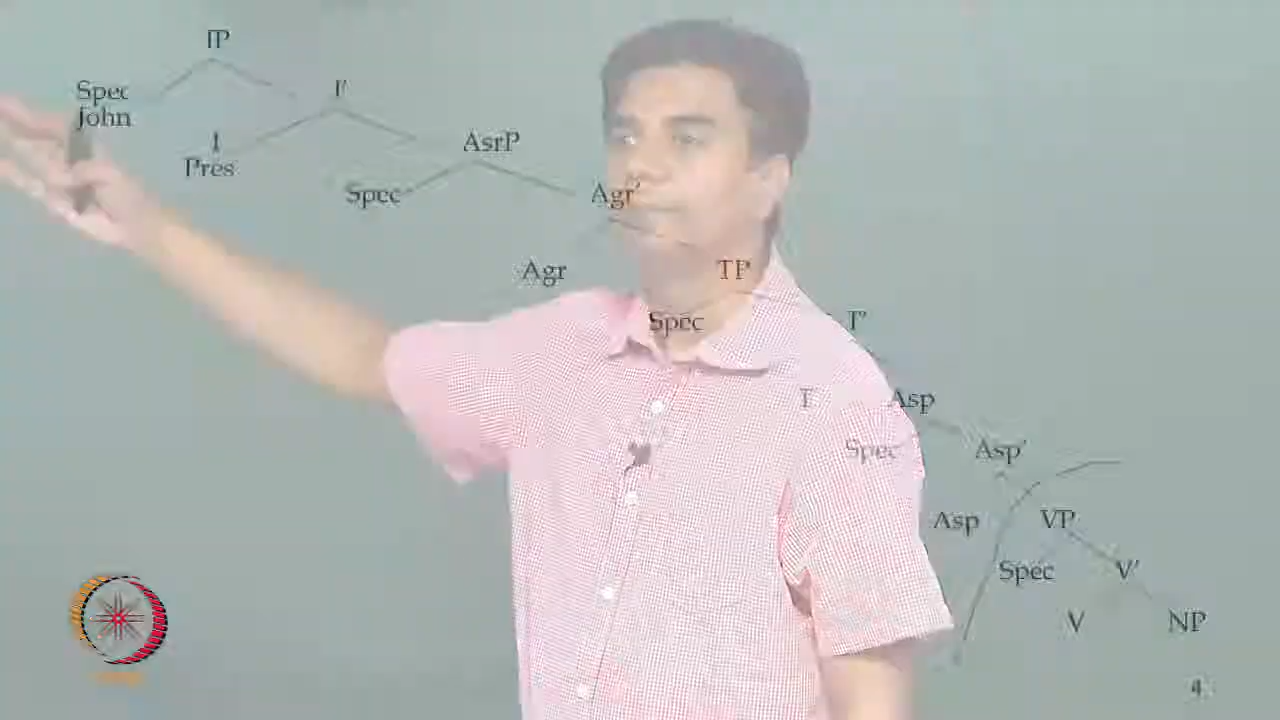 IP
Spec
John
I'
I
Pres
AsrP
Spec
Agr'
Agr
TP
Spec
T'
T
Asp
Spec
Asp'
Asp
VP
Spec
V'
V
NP
4